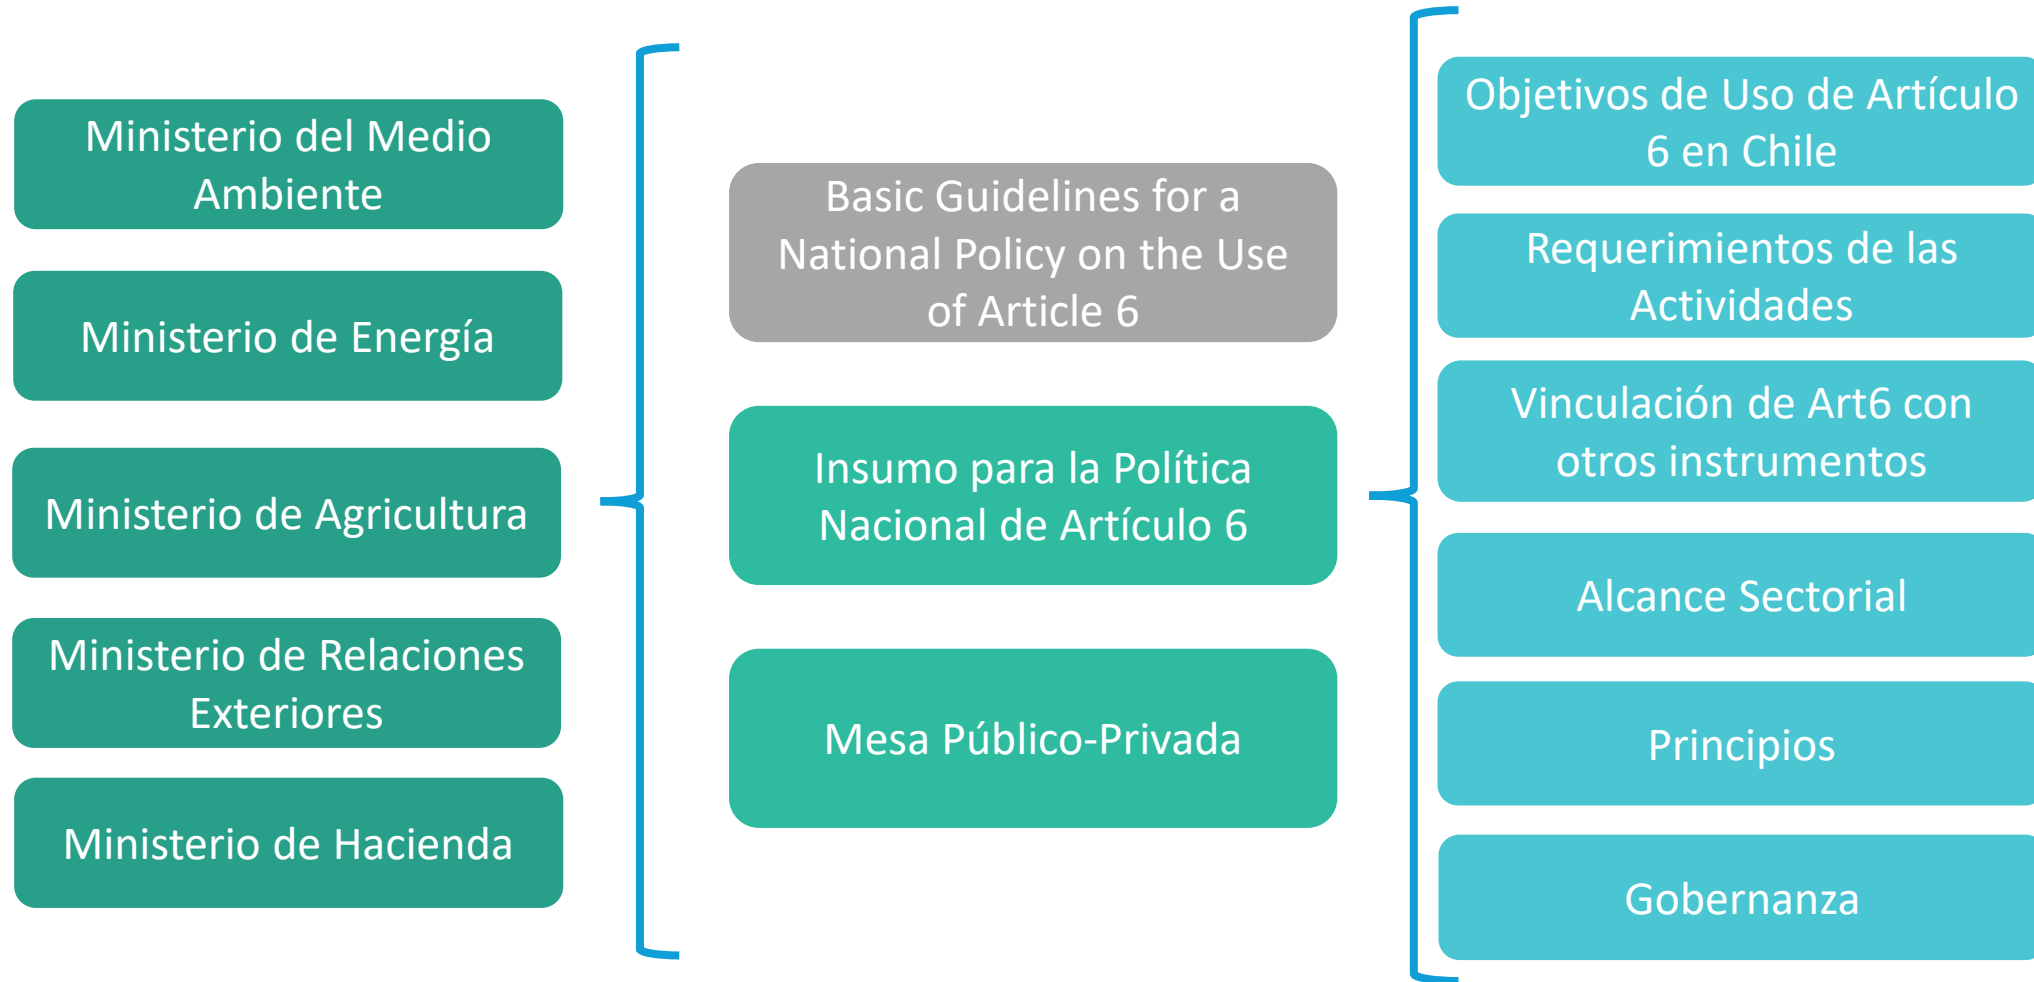 Ministerio del Medio
Ambiente
Ministerio de Energía
Ministerio de Agricultura
Ministerio de Relaciones
Exteriores
Ministerio de Hacienda
Basic Guidelines for a
National Policy on the Use
of Article 6
Insumo para la Política
Nacional de Artículo 6
Mesa Público-Privada
Objetivos de Uso de Artículo
6 en Chile
Requerimientos de las
Actividades
Vinculación de Art6 con
otros instrumentos
Alcance Sectorial
Principios
Gobernanza